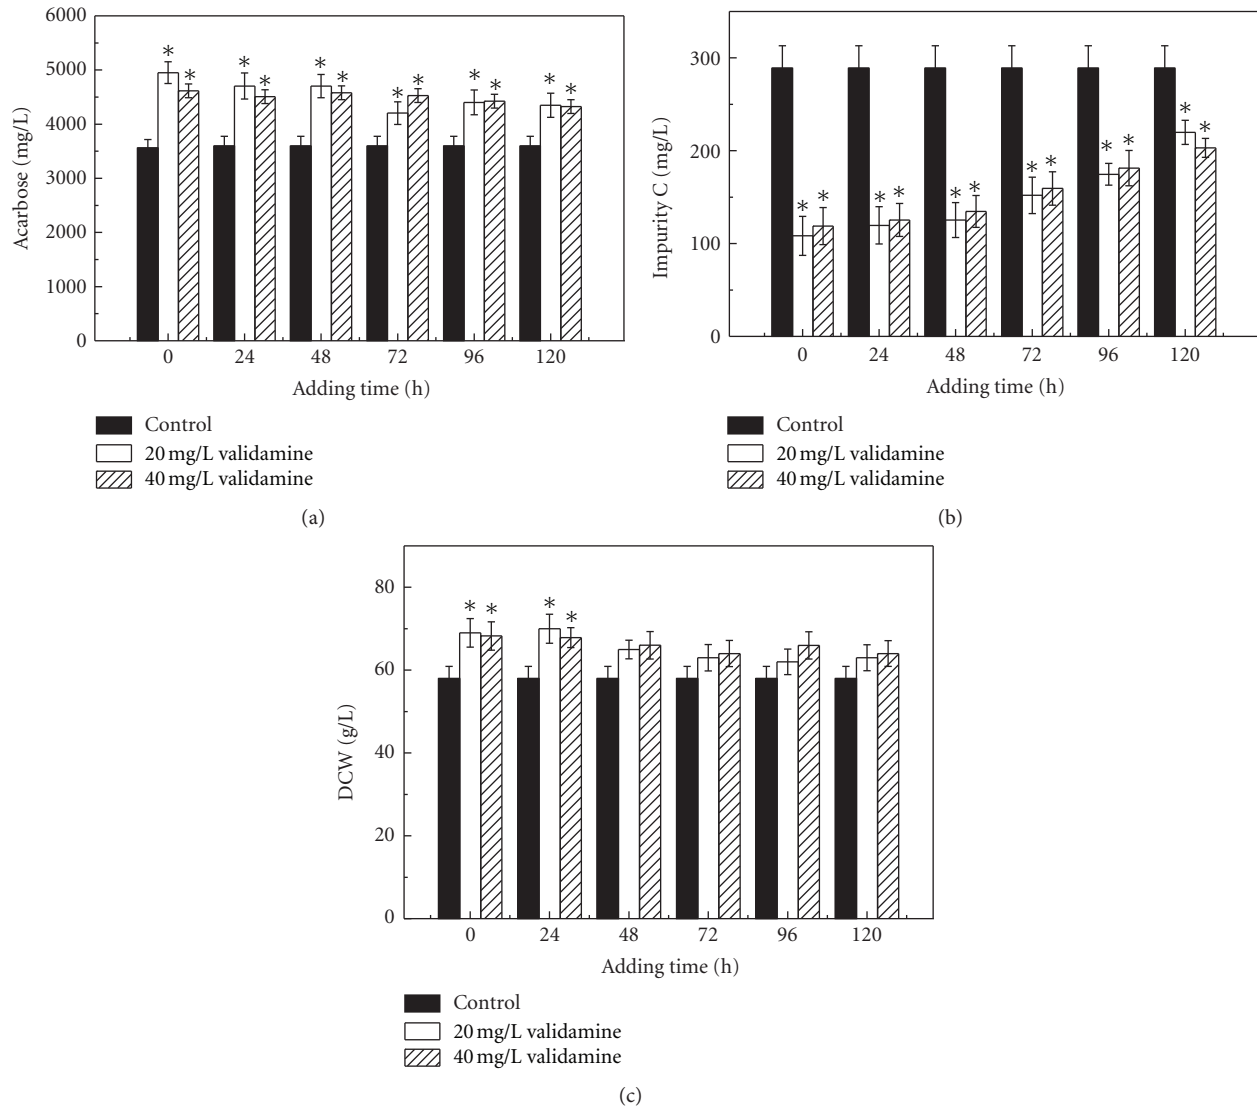 6000
5000
4000
3000
2000
1000
0
Acarbose (mg/L)
* * * * * * * * * * * *
0 24 48 72 96 120
Adding time (h)
Control
20 mg/L validamine
40 mg/L validamine
(a)
300
200
100
0
Impurity C (mg/L)
* * * * * * * * * * * *
0 24 48 72 96 120
Adding time (h)
Control
20 mg/L validamine
40 mg/L validamine
(b)
80
60
40
20
0
DCW (g/L)
* * * *
0 24 48 72 96 120
Adding time (h)
Control
20 mg/L validamine
40 mg/L validamine
(c)